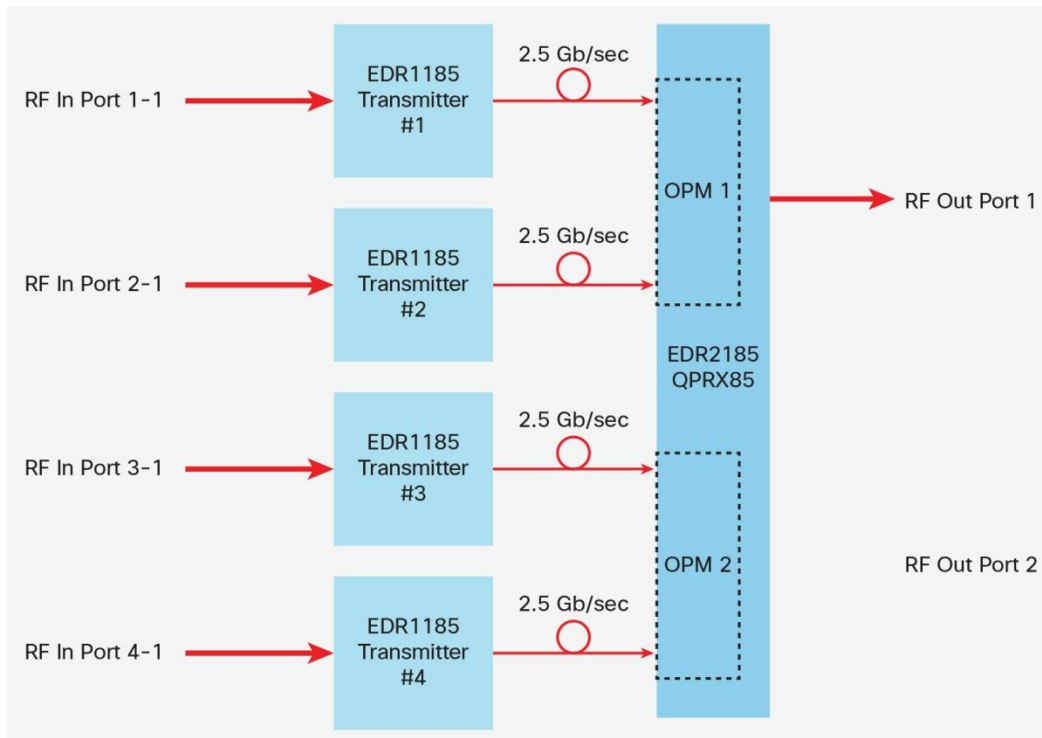 RF In Port 1-1
EDR1185
Transmitter
#1
2.5 Gb/sec
OPM 1
RF Out Port 1
RF In Port 2-1
EDR1185
Transmitter
#2
2.5 Gb/sec
EDR2185
QPRX85
RF In Port 3-1
EDR1185
Transmitter
#3
2.5 Gb/sec
OPM 2
RF Out Port 2
RF In Port 4-1
EDR1185
Transmitter
#4
2.5 Gb/sec